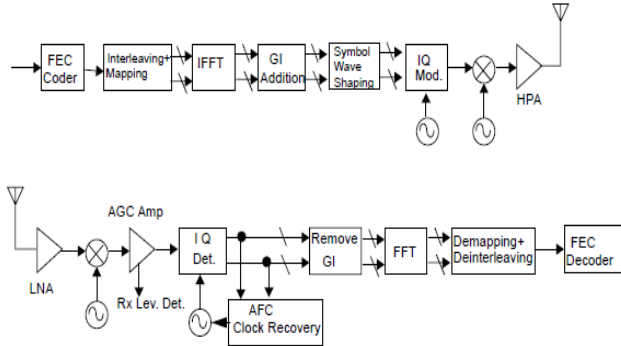 FEC
Coder
Interleaving+
Mapping
IFFT
GI
Addition
Symbol
Wave
Shaping
IQ
Mod.
HPA
AGC Amp
LNA
Rx Lev. Det.
I Q
Det.
AFC
Clock Recovery
Remove
GI
FFT
Demapping+
Deinterleaving
FEC
Decoder